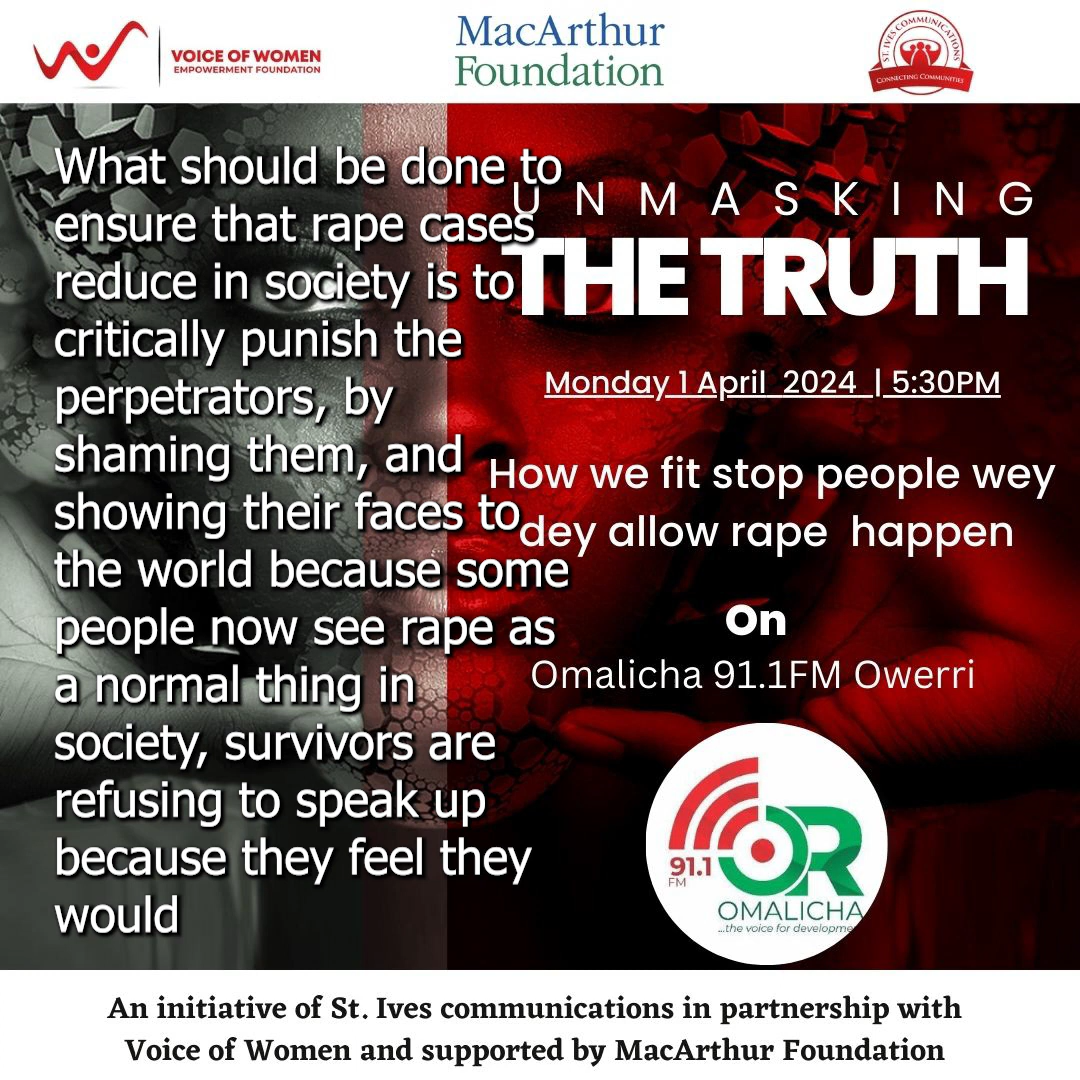 VOICE OF WOMEN
EMPOWERMENT FOUNDATION
MacArthur
Foundation
ST. IVES COMMUNICATIONS
CONNECTING COMMUNITIES
What should be done to
ensure that rape cases
reduce in society is to
critically punish the
perpetrators, by
shaming them, and
showing their faces to
the world because some
people now see rape as
a normal thing in
society, survivors are
refusing to speak up
because they feel they
would
UNMASKING
THE TRUTH
Monday 1 April 2024 | 5:30PM
How we fit stop people wey
dey allow rape happen
On
Omalicha 91.1FM Owerri
91.1
FM
OR
OMALICHA
...the voice for developme
An initiative of St. Ives communications in partnership with
Voice of Women and supported by MacArthur Foundation